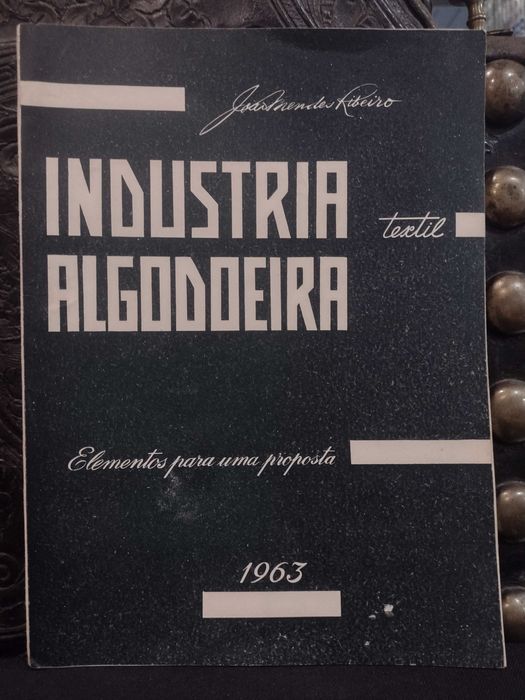 João Mendes Ribeiro
INDUSTRIA
textil
ALGODOEIRA
Elementos para uma proposta
1963